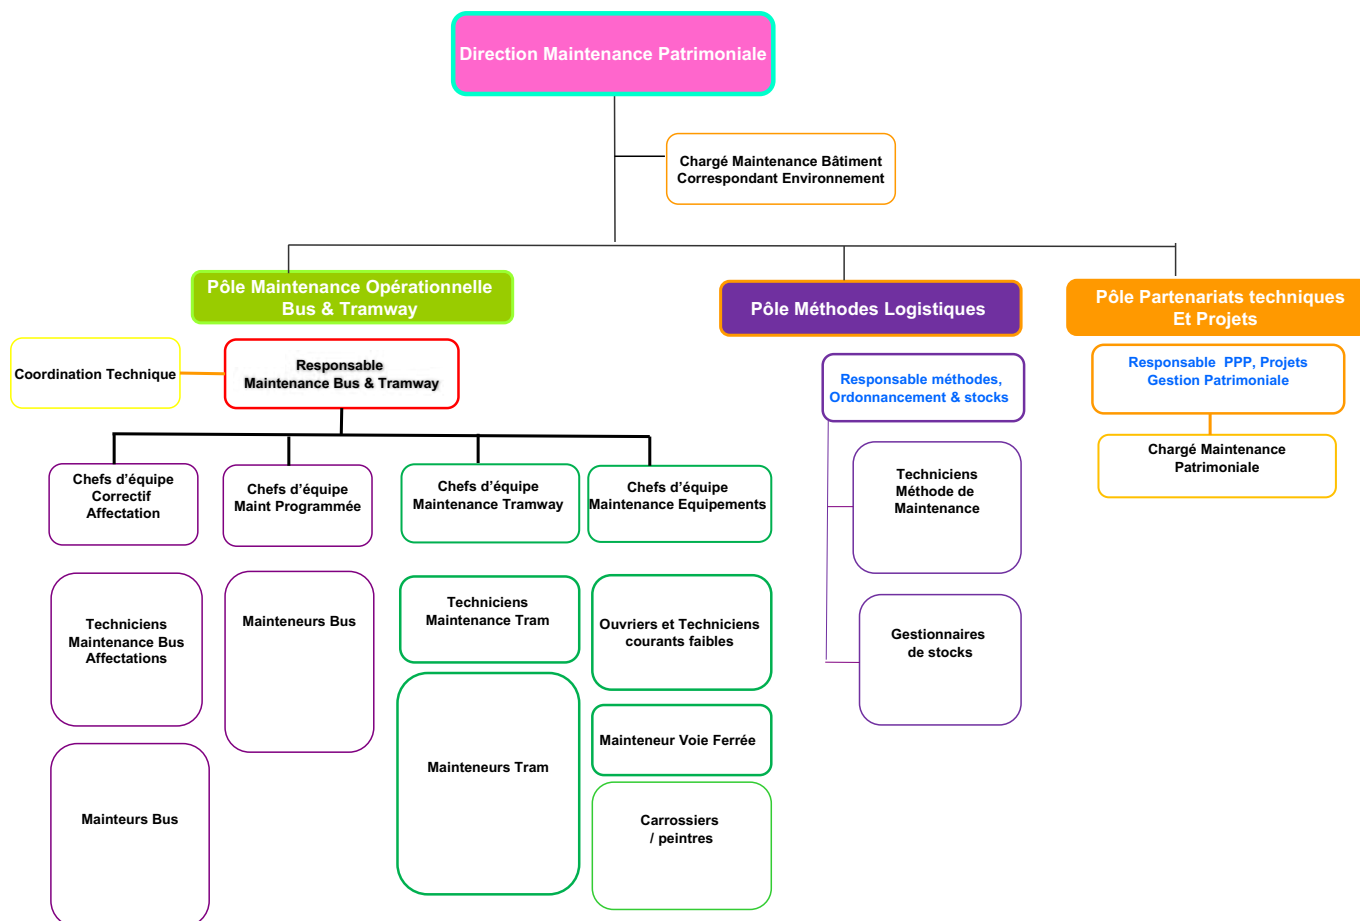 Direction Maintenance Patrimoniale
Chargé Maintenance Bâtiment
Correspondant Environnement
Pôle Maintenance Opérationnelle
Bus & Tramway
Pôle Méthodes Logistiques
Pôle Partenariats techniques
Et Projets
Coordination Technique
Responsable
Maintenance Bus & Tramway
Responsable méthodes,
Ordonnancement & stocks
Responsable PPP, Projets
Gestion Patrimoniale
Chargé Maintenance
Patrimoniale
Chefs d’équipe
Correctif
Affectation
Chefs d’équipe
Maint Programmée
Chefs d’équipe
Maintenance Tramway
Chefs d’équipe
Maintenance Equipements
Techniciens
Méthode de
Maintenance
Techniciens
Maintenance Bus
Affectations
Mainteneurs Bus
Techniciens
Maintenance Tram
Ouvriers et Techniciens
courants faibles
Gestionnaires
de stocks
Mainteneur Voie Ferrée
Mainteneurs Tram
Mainteurs Bus
Carrossiers
/ peintres